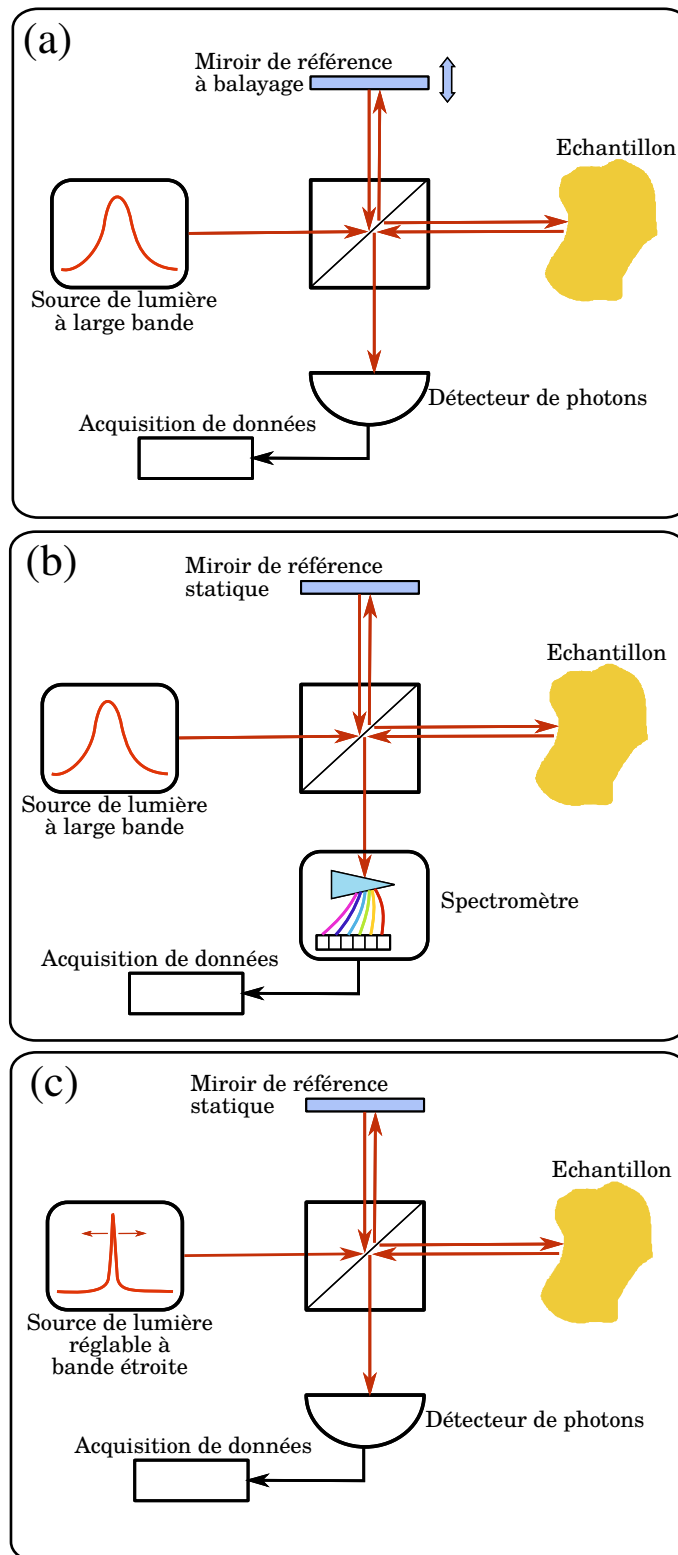 (a)
Miroir de référence
à balayage
Echantillon
Source de lumière
à large bande
Détecteur de photons
Acquisition de données
(b)
Miroir de référence
statique
Echantillon
Source de lumière
à large bande
Spectromètre
Acquisition de données
(c)
Miroir de référence
statique
Echantillon
Source de lumière
réglable à
bande étroite
Détecteur de photons
Acquisition de données